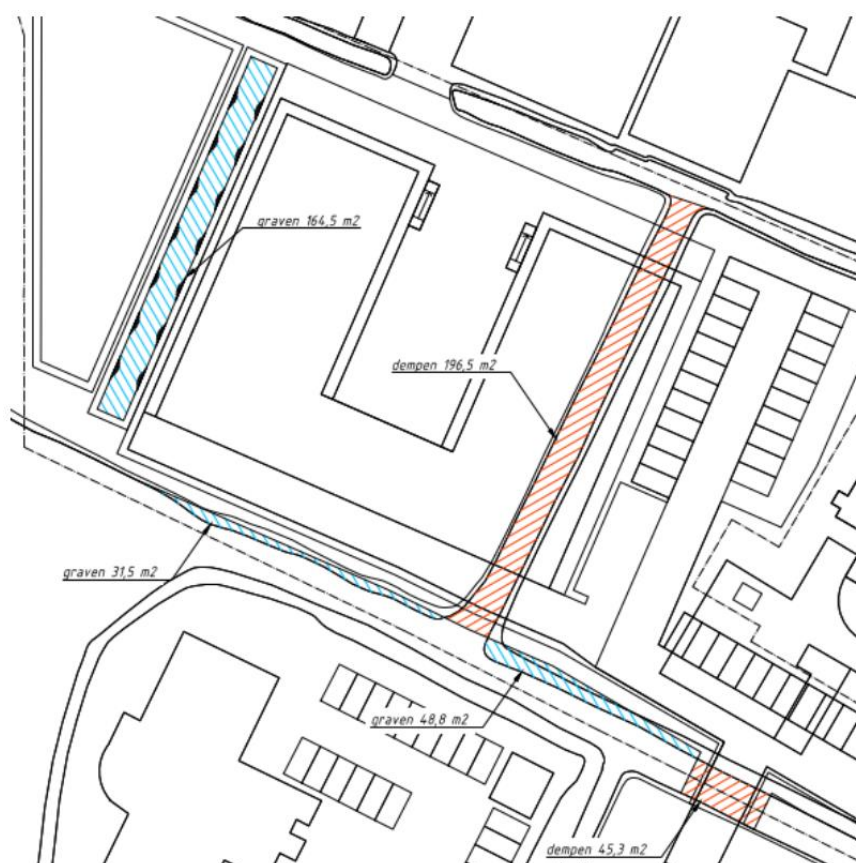 graven 164,5 m2
dempen 196,5 m2
graven 31,5 m2
graven 48,8 m2
dempen 45,3 m2